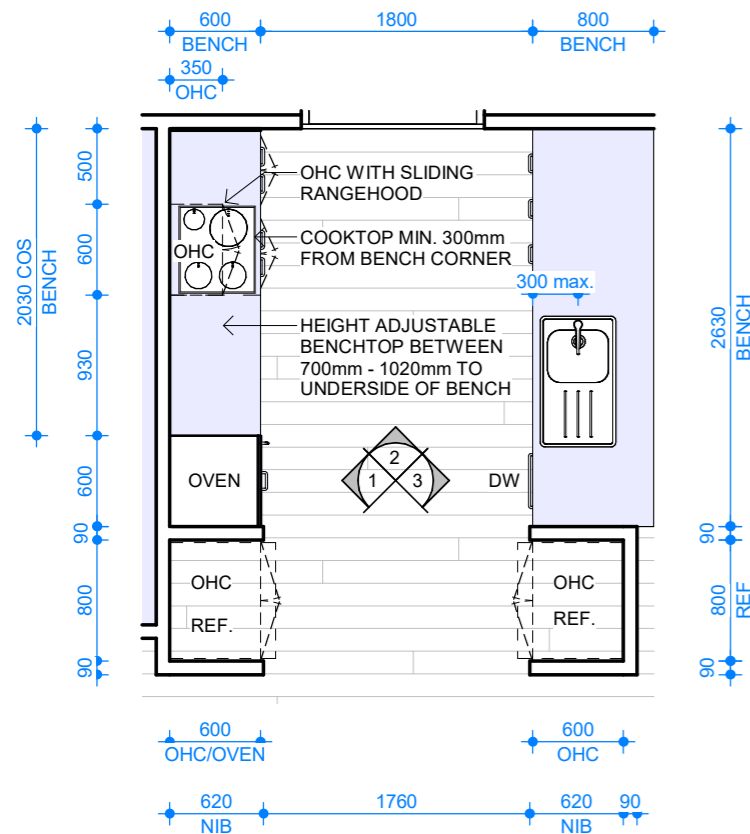 600
BENCH
1800
800
BENCH
350
OHC
500
600
930
600
90
800
90
2030 COS
BENCH
OHC WITH SLIDING
RANGEHOOD
OHC
COOKTOP MIN. 300mm
FROM BENCH CORNER
300 max.
HEIGHT ADJUSTABLE
BENCHTOP BETWEEN
700mm - 1020mm TO
UNDERSIDE OF BENCH
2630
BENCH
90
800
REF
90
OVEN
1
2
3
DW
OHC
REF.
OHC
REF.
600
OHC/OVEN
600
OHC
620
NIB
1760
620
NIB
90